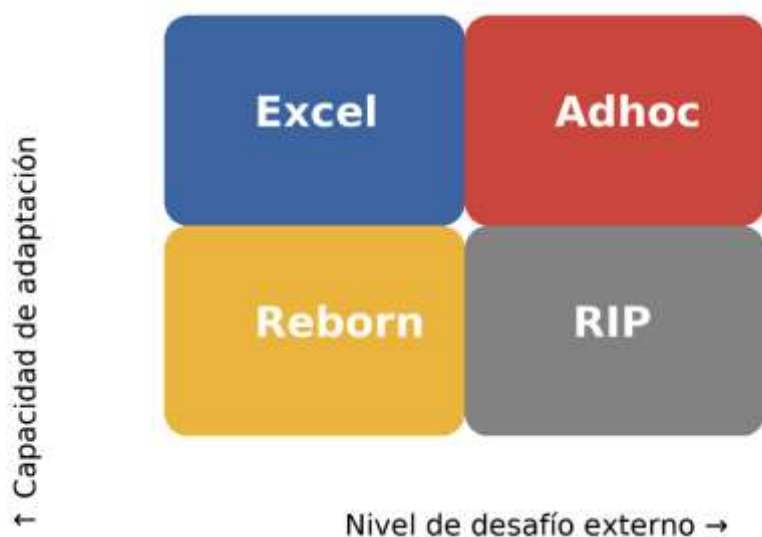 Excel
Adhoc
Reborn
RIP
↑ Capacidad de adaptación
Nivel de desafío externo →